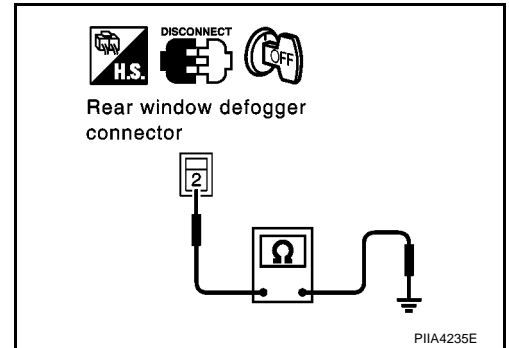 DISCONNECT
H.S.
OFF
Rear window defogger
connector
2
Ω
PIIA4235E